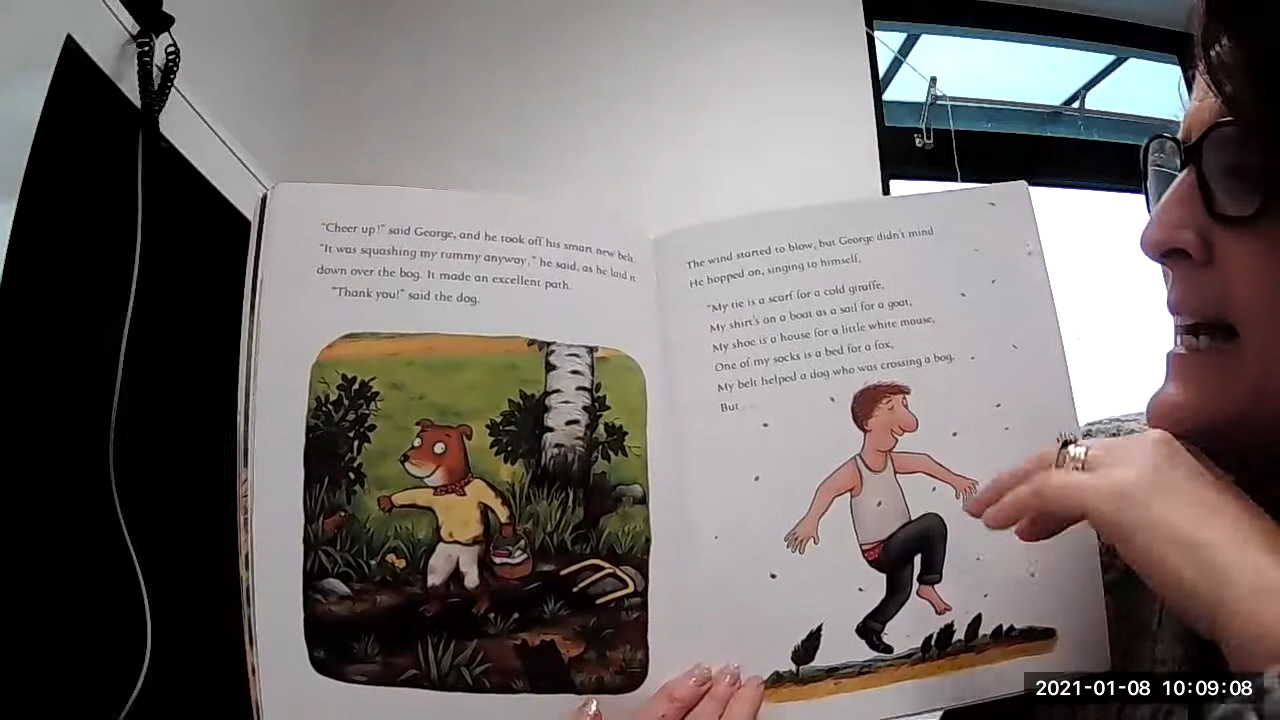 "Cheer up!" said George, and he took off his smart new belt.
"It was squashing my tummy anyway," he said, as he laid it
down over the bog. It made an excellent path.
"Thank you!" said the dog.
The wind started to blow, but George didn't mind
He hopped on, singing to himself,
"My tie is a scarf for a cold giraffe,
My shirt's on a boat as a sail for a goat,
My shoe is a house for a little white mouse,
One of my socks is a bed for a fox,
My belt helped a dog who was crossing a bog,
But ...
2021-01-08 10:09:08